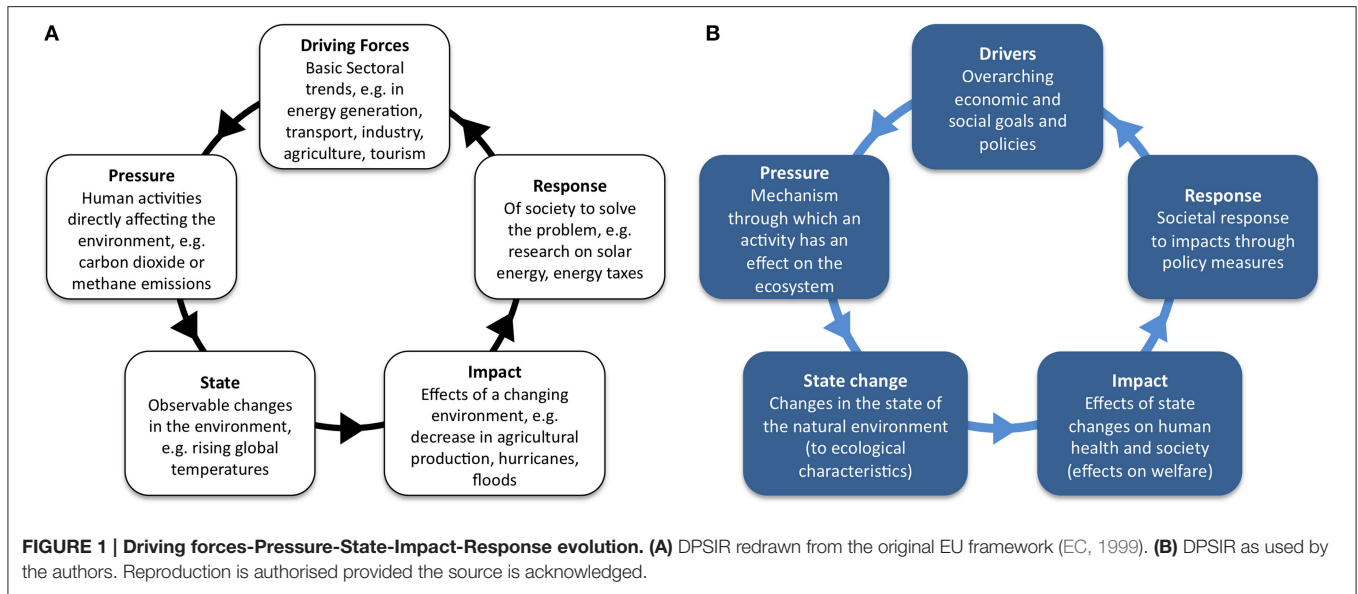 A
Driving Forces
Basic Sectoral
trends, e.g. in
energy generation,
transport, industry,
agriculture, tourism
Pressure
Human activities
directly affecting the
environment, e.g.
carbon dioxide or
methane emissions
Response
Of society to solve
the problem, e.g.
research on solar
energy, energy taxes
State
Observable changes
in the environment,
e.g. rising global
temperatures
Impact
Effects of a changing
environment, e.g.
decrease in agricultural
production, hurricanes,
floods
B
Drivers
Overarching
economic and
social goals and
policies
Pressure
Mechanism
through which an
activity has an
effect on the
ecosystem
Response
Societal response
to impacts through
policy measures
State change
Changes in the state of
the natural environment
(to ecological
characteristics)
Impact
Effects of state
changes on human
health and society
(effects on welfare)
FIGURE 1 | Driving forces-Pressure-State-Impact-Response evolution. (A) DPSIR redrawn from the original EU framework (EC, 1999). (B) DPSIR as used by
the authors. Reproduction is authorised provided the source is acknowledged.